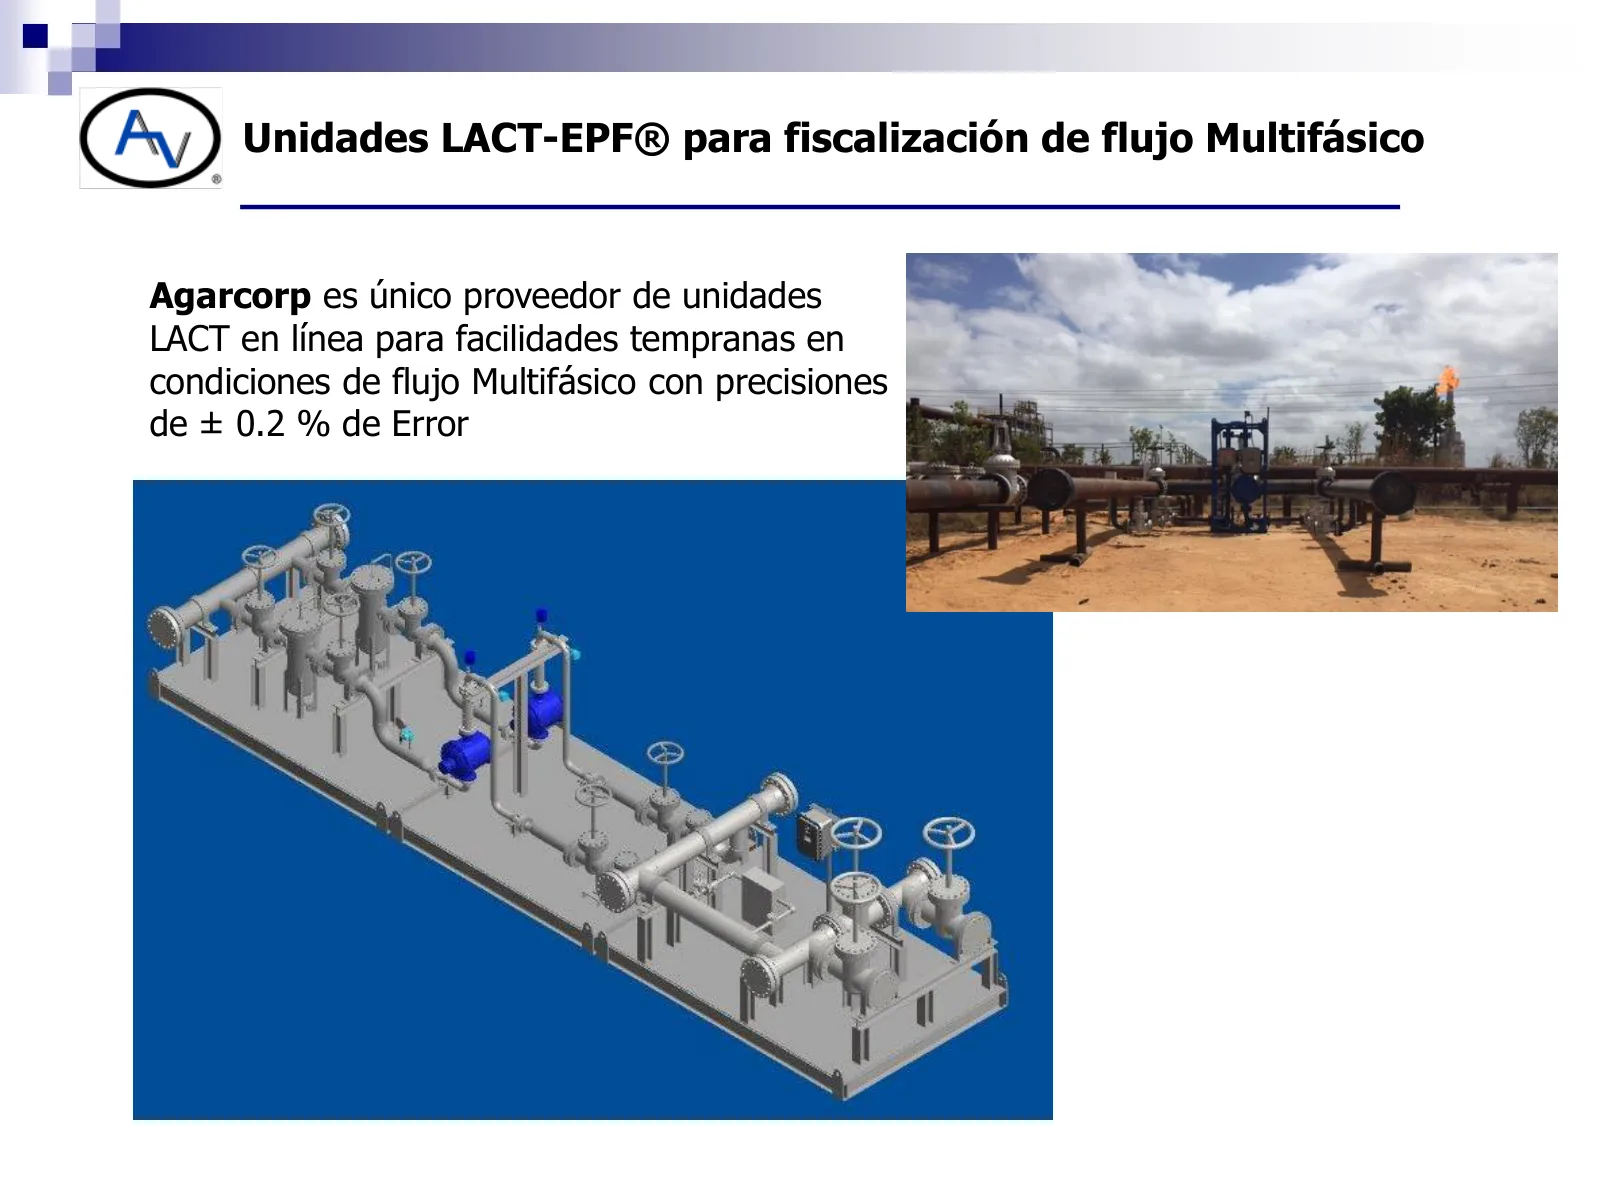 AV
®
Unidades LACT-EPF® para fiscalización de flujo Multifásico
Agarcorp es único proveedor de unidades
LACT en línea para facilidades tempranas en
condiciones de flujo Multifásico con precisiones
de ± 0.2 % de Error